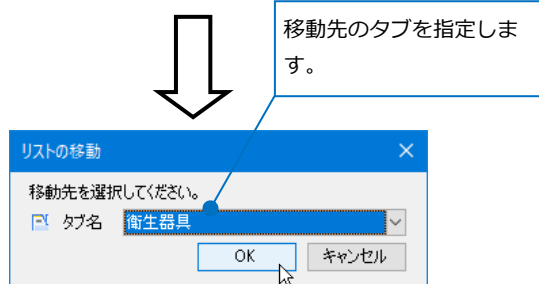 移動先のタブを指定しま
す。
リストの移動
移動先を選択してください。
タブ名 衛生器具
OK キャンセル